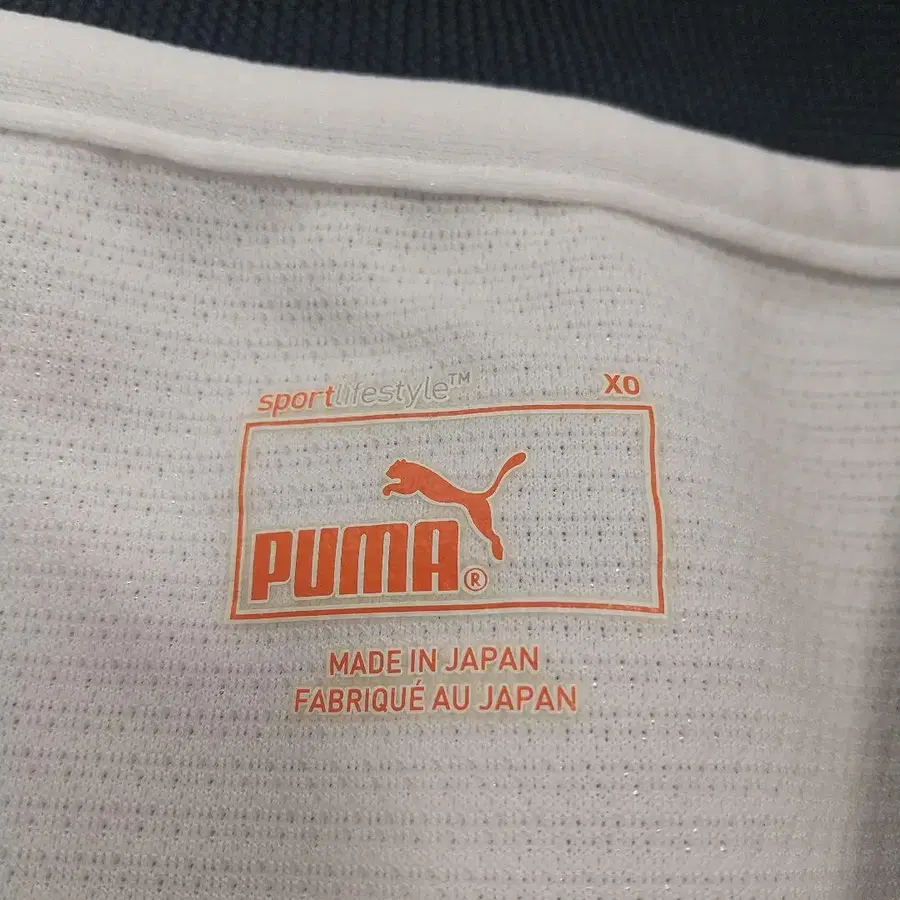 sportlifestyle™ XO
PUMA®
MADE IN JAPAN
FABRIQUÉ AU JAPAN